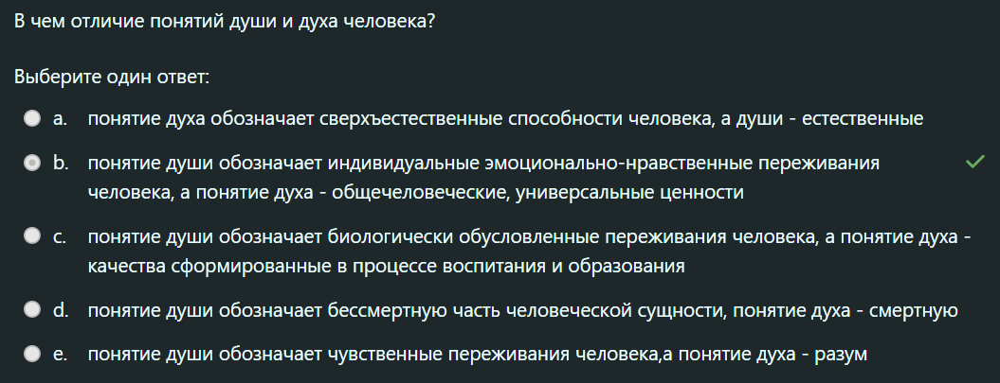 В чем отличие понятий души и духа человека?
Выберите один ответ:
a. понятие духа обозначает сверхъестественные способности человека, а души - естественные
b. понятие души обозначает индивидуальные эмоционально-нравственные переживания
человека, а понятие духа - общечеловеческие, универсальные ценности
c. понятие души обозначает биологически обусловленные переживания человека, а понятие духа -
качества сформированные в процессе воспитания и образования
d. понятие души обозначает бессмертную часть человеческой сущности, понятие духа - смертную
e. понятие души обозначает чувственные переживания человека,а понятие духа - разум